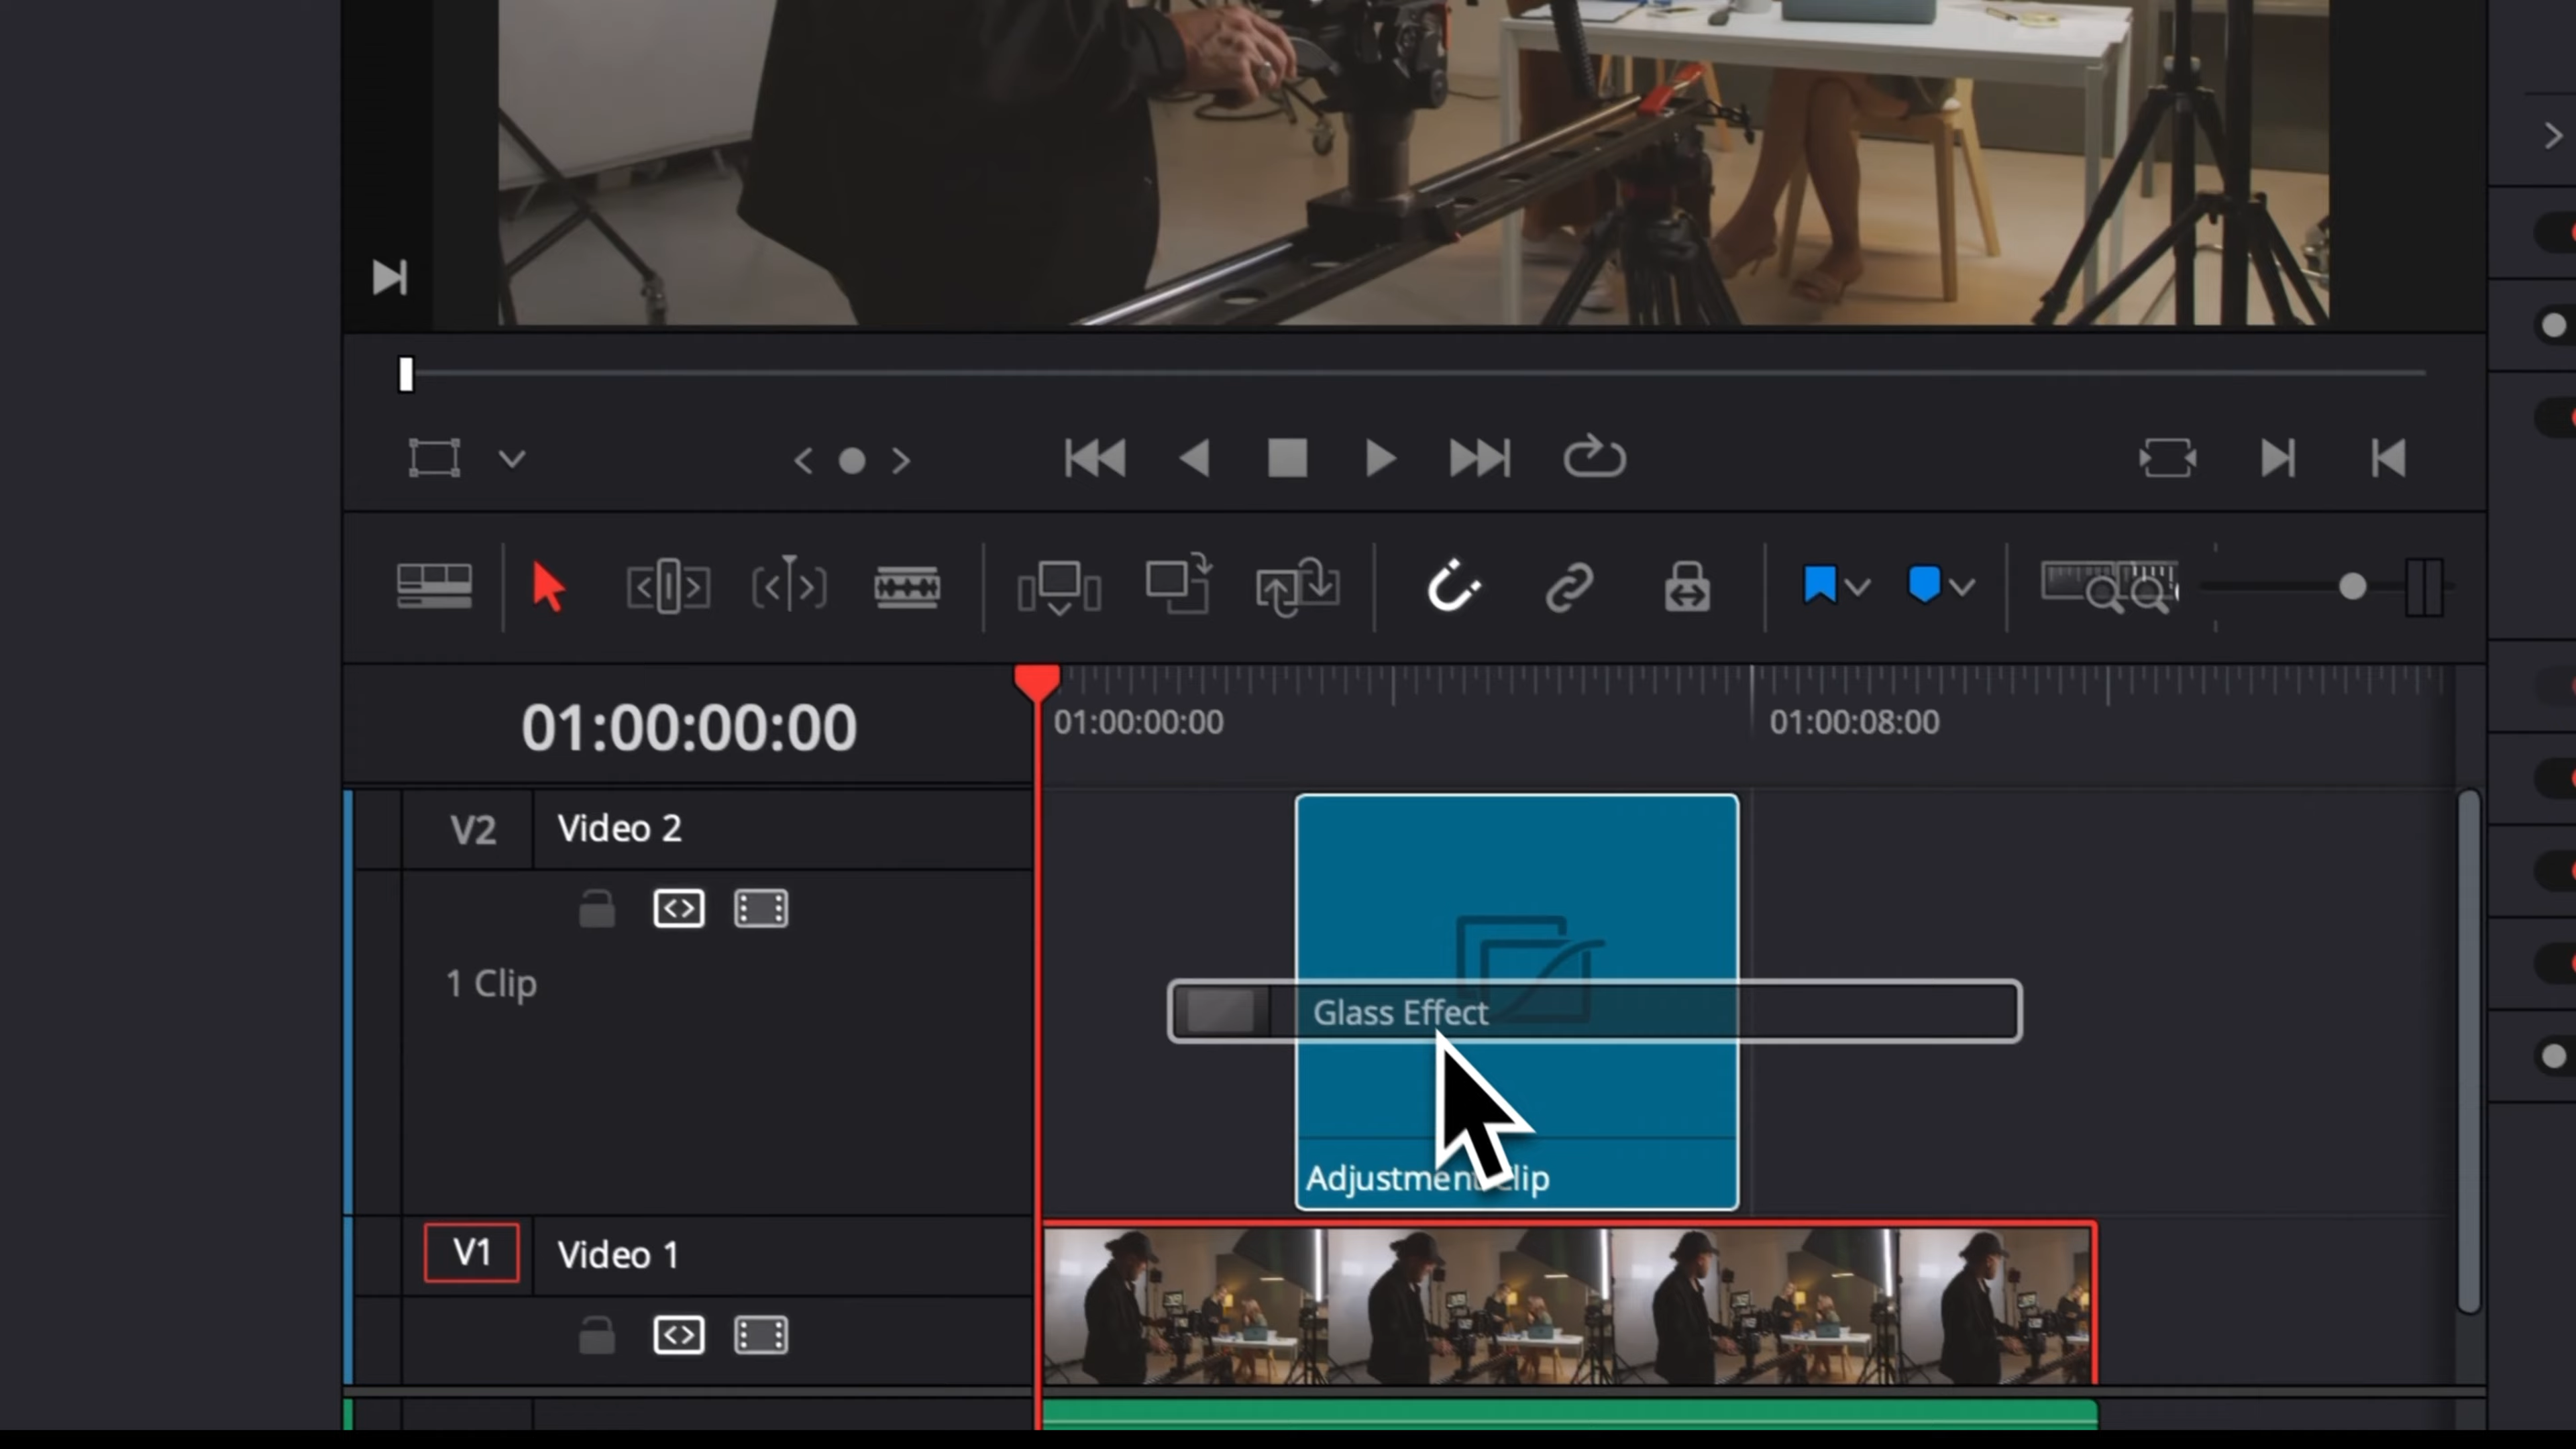 01:00:00:00
01:00:00:00
01:00:08:00
V2
Video 2
1 Clip
Glass Effect
Adjustment Clip
V1
Video 1